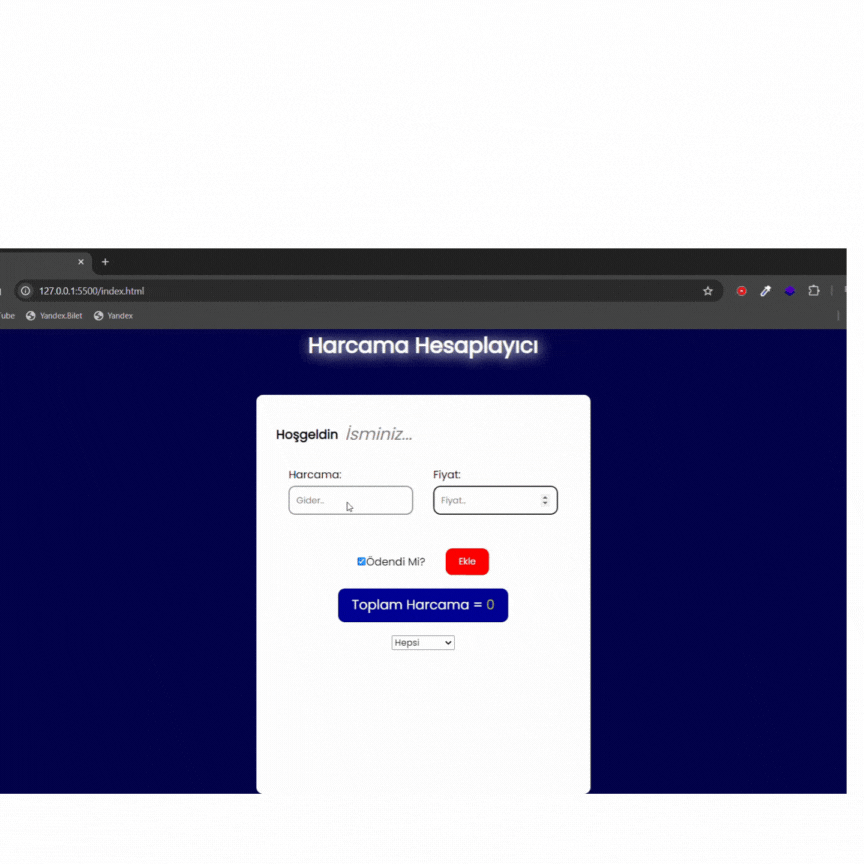 127.0.0.1:5500/index.html
ube Yandex.Bilet Yandex
Harcama Hesaplayıcı
Hoşgeldin İsminiz...
Harcama: Fiyat:
Gider.. Fiyat..
Ödendi Mi? Ekle
Toplam Harcama = 0
Hepsi